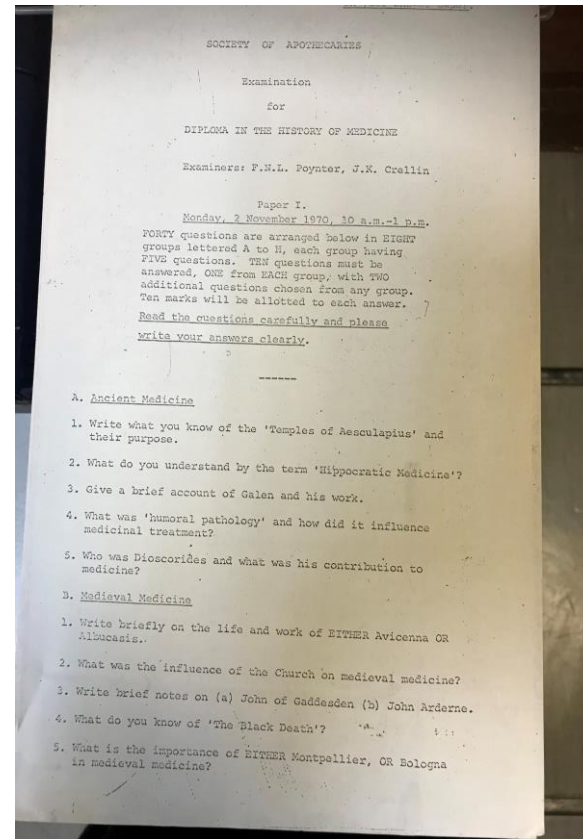 SOCIETY OF APOTHECARIES
Examination
for
DIPLOMA IN THE HISTORY OF MEDICINE
Examiners: F.N.L. Poynter, J.K. Crellin
Paper I.
Monday, 2 November 1970, 10 a.m.-1 p.m.
FORTY questions are arranged below in EIGHT
groups lettered A to H, each group having
FIVE questions. TEN questions must be
answered, ONE from EACH group, with TWO
additional questions chosen from any group.
Ten marks will be allotted to each answer.
Read the questions carefully and please
write your answers clearly.
------
A. Ancient Medicine
1. Write what you know of the 'Temples of Aesculapius' and
their purpose.
2. What do you understand by the term 'Hippocratic Medicine'?
3. Give a brief account of Galen and his work.
4. What was 'humoral pathology' and how did it influence
medicinal treatment?
5. Who was Dioscorides and what was his contribution to
medicine?
B. Medieval Medicine
1. Write briefly on the life and work of EITHER Avicenna OR
Albucasis.
2. What was the influence of the Church on medieval medicine?
3. Write brief notes on (a) John of Gaddesden (b) John Arderne.
4. What do you know of 'The Black Death'?
5. What is the importance of EITHER Montpellier, OR Bologna
in medieval medicine?